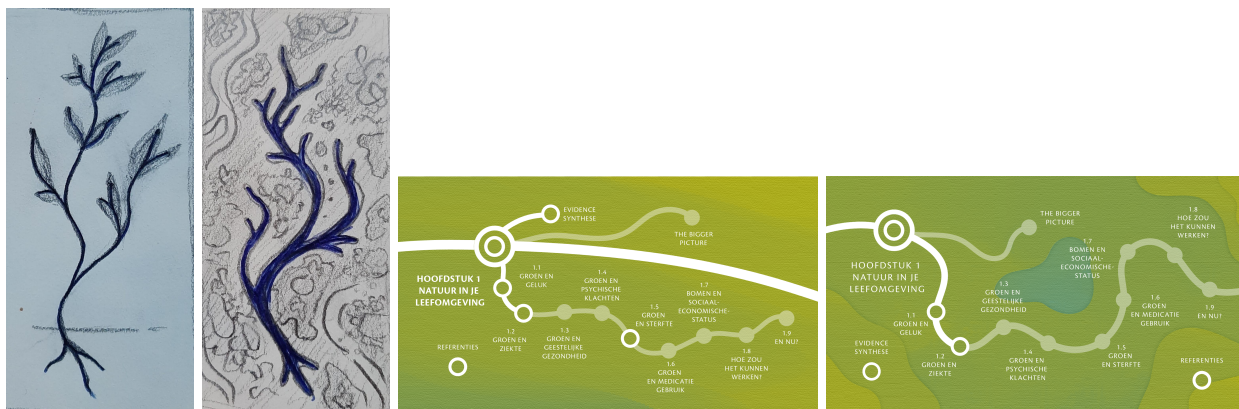 EVIDENCE
SYNTHESE
THE BIGGER
PICTURE
HOOFDSTUK 1
NATUUR IN JE
LEEFOMGEVING
1.1
GROEN EN
GELUK
1.2
GROEN EN
ZIEKTE
1.3
GROEN EN
GEESTELIJKE
GEZONDHEID
1.4
GROEN EN
PSYCHISCHE
KLACHTEN
1.5
GROEN
EN STERFTE
1.6
GROEN
EN MEDICATIE
GEBRUIK
1.7
BOMEN EN
SOCIAAL-
ECONOMISCHE-
STATUS
1.8
HOE ZOU
HET KUNNEN
WERKEN?
1.9
EN NU?
REFERENTIES
THE BIGGER
PICTURE
HOOFDSTUK 1
NATUUR IN JE
LEEFOMGEVING
1.1
GROEN EN
GELUK
1.2
GROEN EN
ZIEKTE
1.3
GROEN EN
GEESTELIJKE
GEZONDHEID
1.4
GROEN EN
PSYCHISCHE
KLACHTEN
1.5
GROEN
EN STERFTE
1.6
GROEN
EN MEDICATIE
GEBRUIK
1.7
BOMEN EN
SOCIAAL-
ECONOMISCHE-
STATUS
1.8
HOE ZOU
HET KUNNEN
WERKEN?
1.9
EN NU?
EVIDENCE
SYNTHESE
REFERENTIES